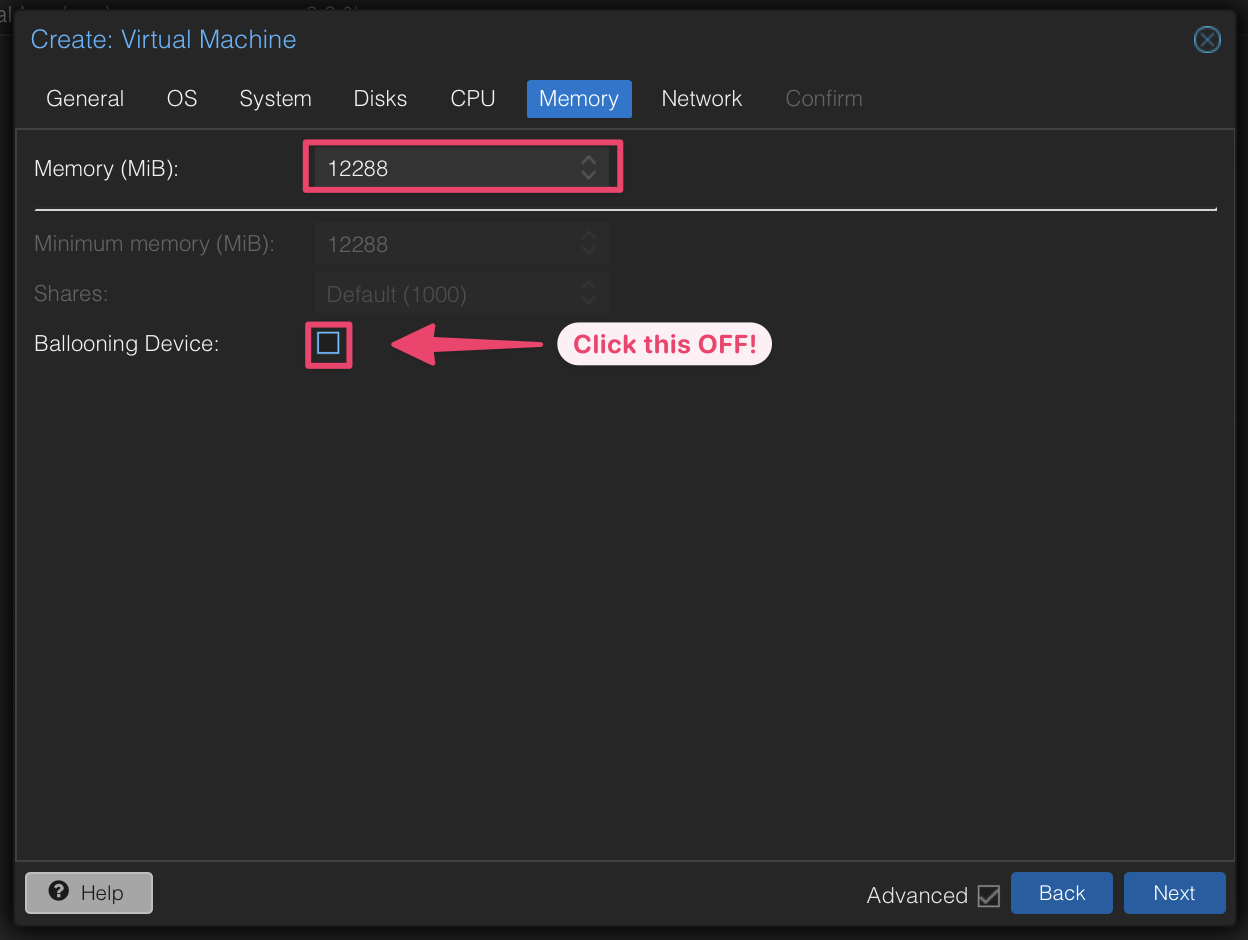 Create: Virtual Machine
General OS System Disks CPU Memory Network Confirm
Memory (MiB): 12288
Minimum memory (MiB): 12288
Shares: Default (1000)
Ballooning Device: Click this OFF!
Help Advanced Back Next